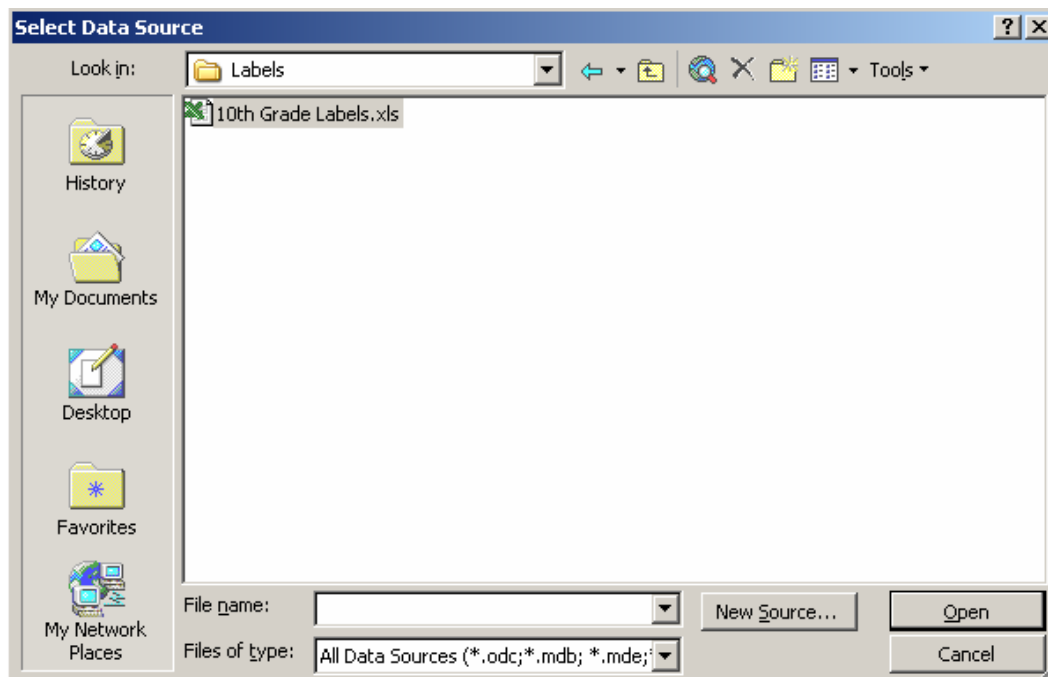 Select Data Source
Look in:
Labels
Tools
10th Grade Labels.xls
History
My Documents
Desktop
Favorites
My Network
Places
File name:
New Source...
Open
Files of type:
All Data Sources (*.odc;*.mdb; *.mde;
Cancel